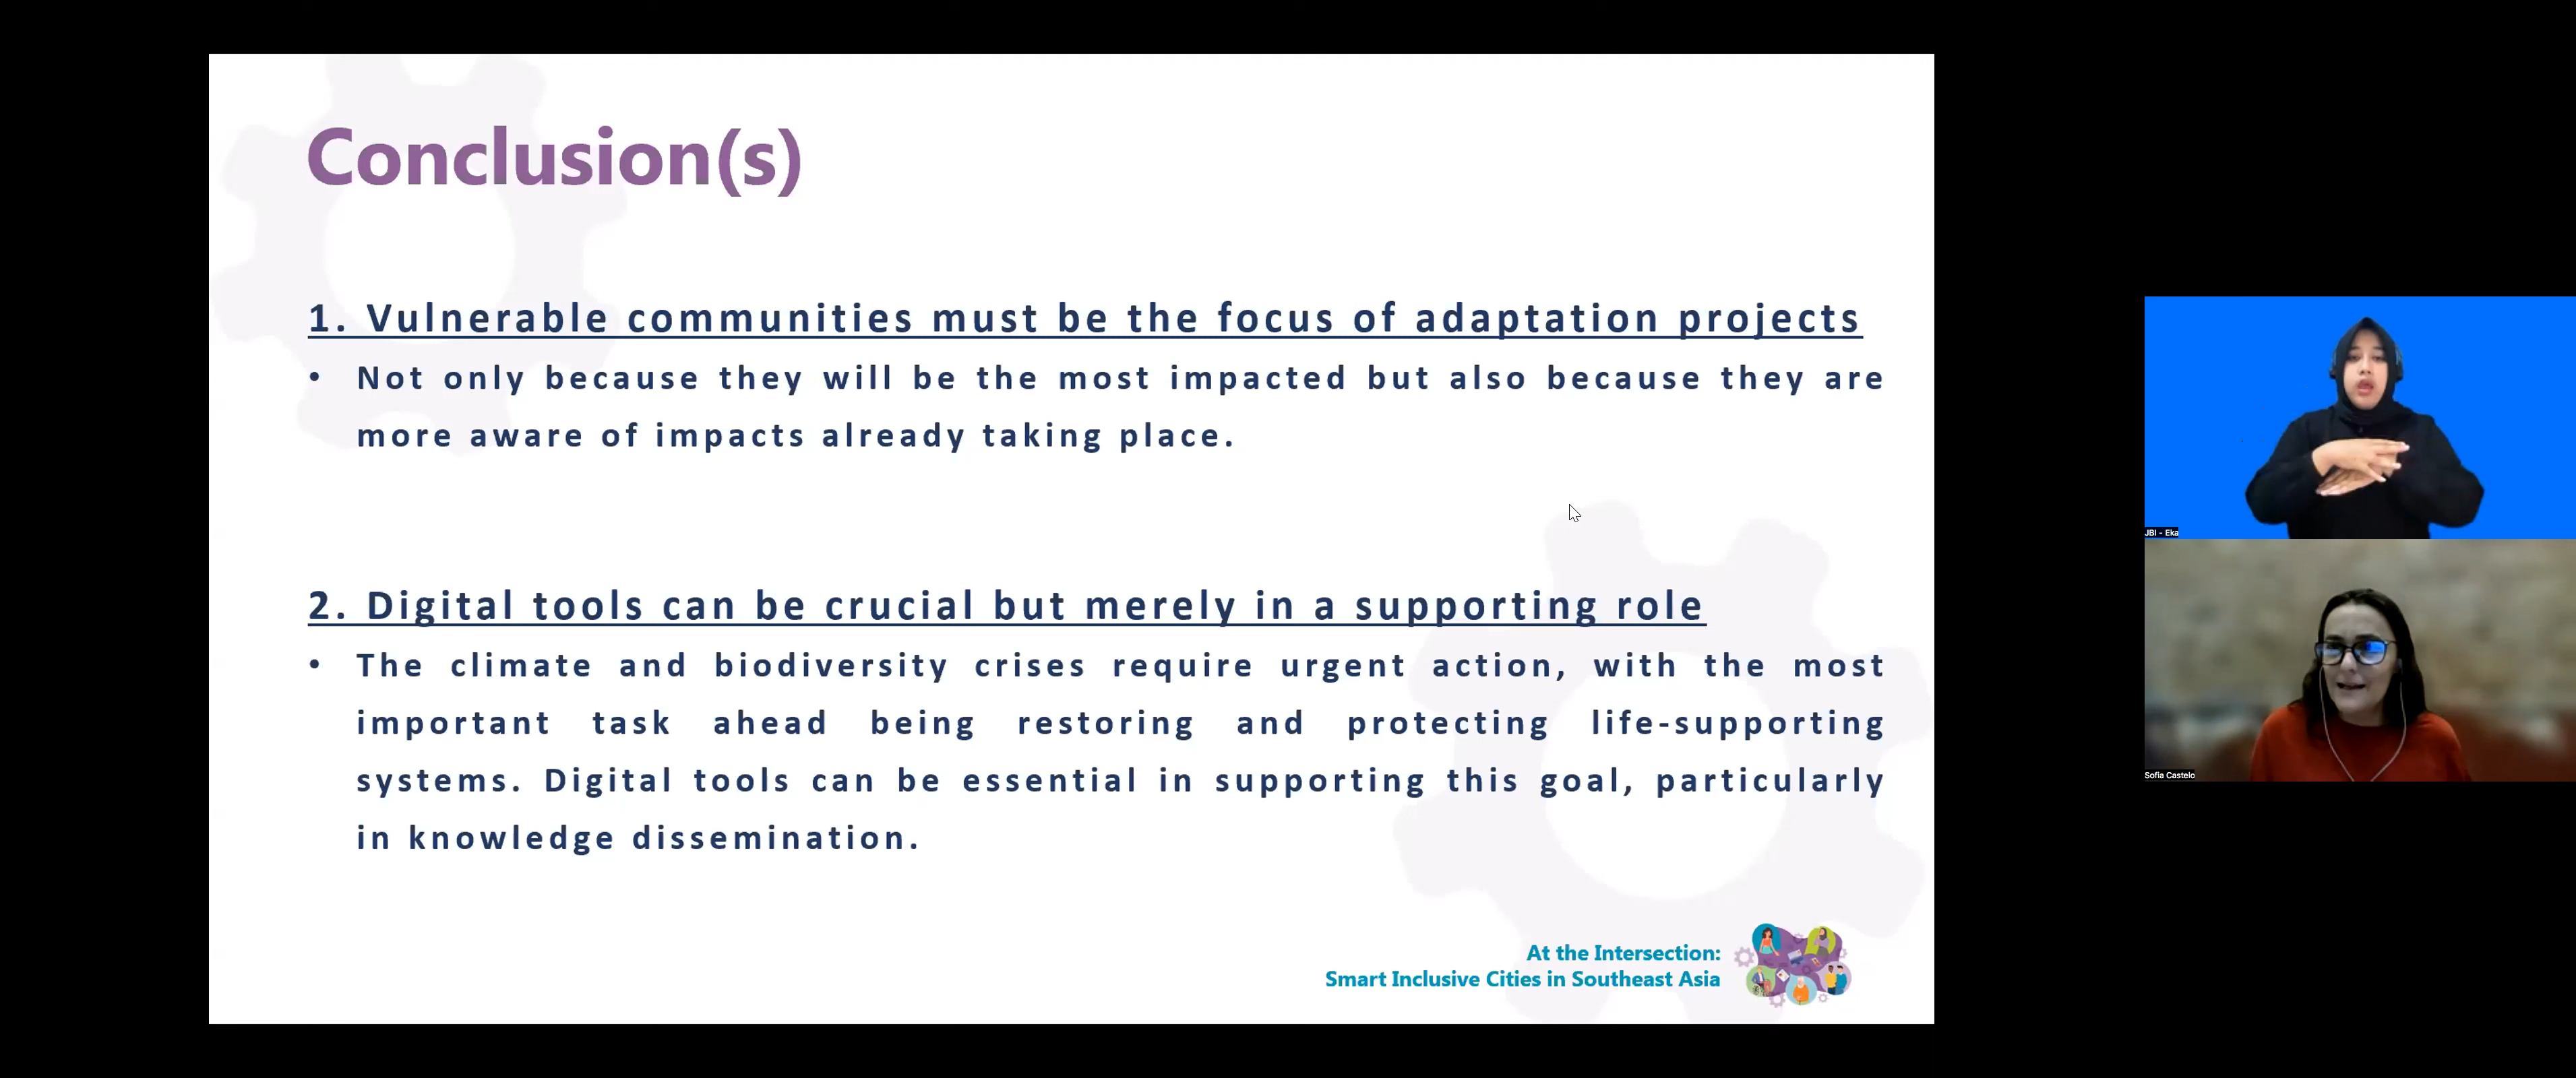 Conclusion(s)
1. Vulnerable communities must be the focus of adaptation projects
• Not only because they will be the most impacted but also because they are
more aware of impacts already taking place.
2. Digital tools can be crucial but merely in a supporting role
• The climate and biodiversity crises require urgent action, with the most
important task ahead being restoring and protecting life-supporting
systems. Digital tools can be essential in supporting this goal, particularly
in knowledge dissemination.
At the Intersection:
Smart Inclusive Cities in Southeast Asia
JBI - Eka
Sofia Castelo